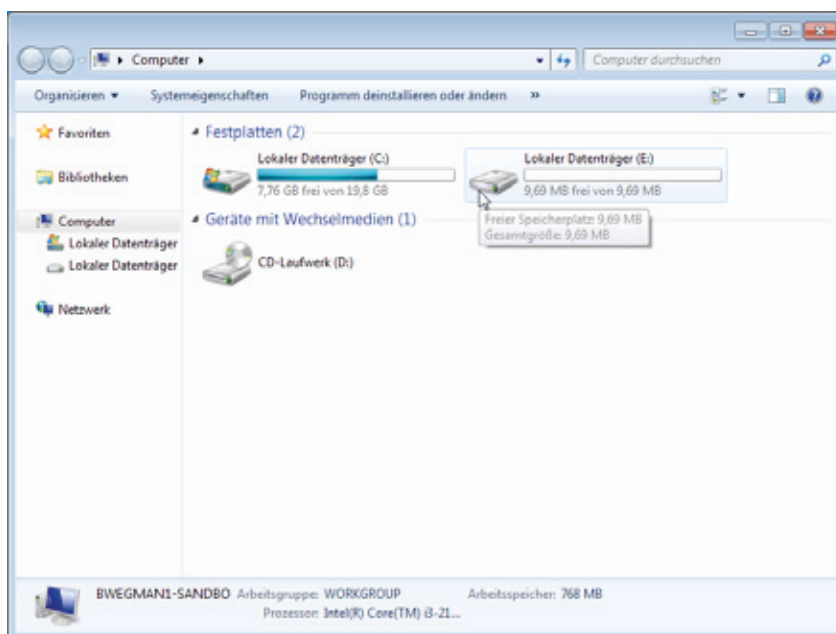 Computer
Computer durchsuchen
Organisieren
Systemeigenschaften
Programm deinstallieren oder ändern
»
Favoriten
Bibliotheken
Computer
Lokaler Datenträger
Lokaler Datenträger
Netzwerk
Festplatten (2)
Lokaler Datenträger (C:)
7,76 GB frei von 19,8 GB
Lokaler Datenträger (E:)
9,69 MB frei von 9,69 MB
Freier Speicherplatz: 9,69 MB
Gesamtgröße: 9,69 MB
Geräte mit Wechselmedien (1)
CD-Laufwerk (D:)
BWEGMAN1-SANDBO Arbeitsgruppe: WORKGROUP Arbeitsspeicher: 768 MB
Prozessor: Intel(R) Core(TM) i3-21...